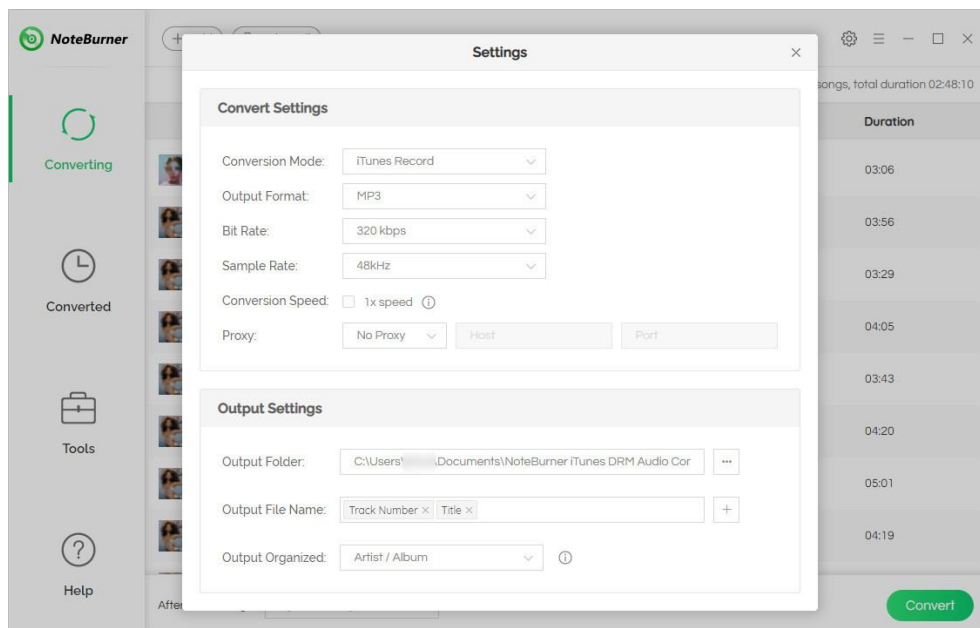 NoteBurner
Settings
songs, total duration 02:48:10
Convert Settings
Duration
Conversion Mode: iTunes Record
Converting
03:06
Output Format: MP3
Bit Rate: 320 kbps
03:56
Sample Rate: 48kHz
03:29
Conversion Speed: 1x speed
Converted
Proxy: No Proxy Host Port
04:05
03:43
Output Settings
04:20
Tools
Output Folder: C:\Users\ .Documents\NoteBurner iTunes DRM Audio Cor ...
05:01
Output File Name: Track Number × Title × +
04:19
Output Organized: Artist / Album
Help
After
Convert